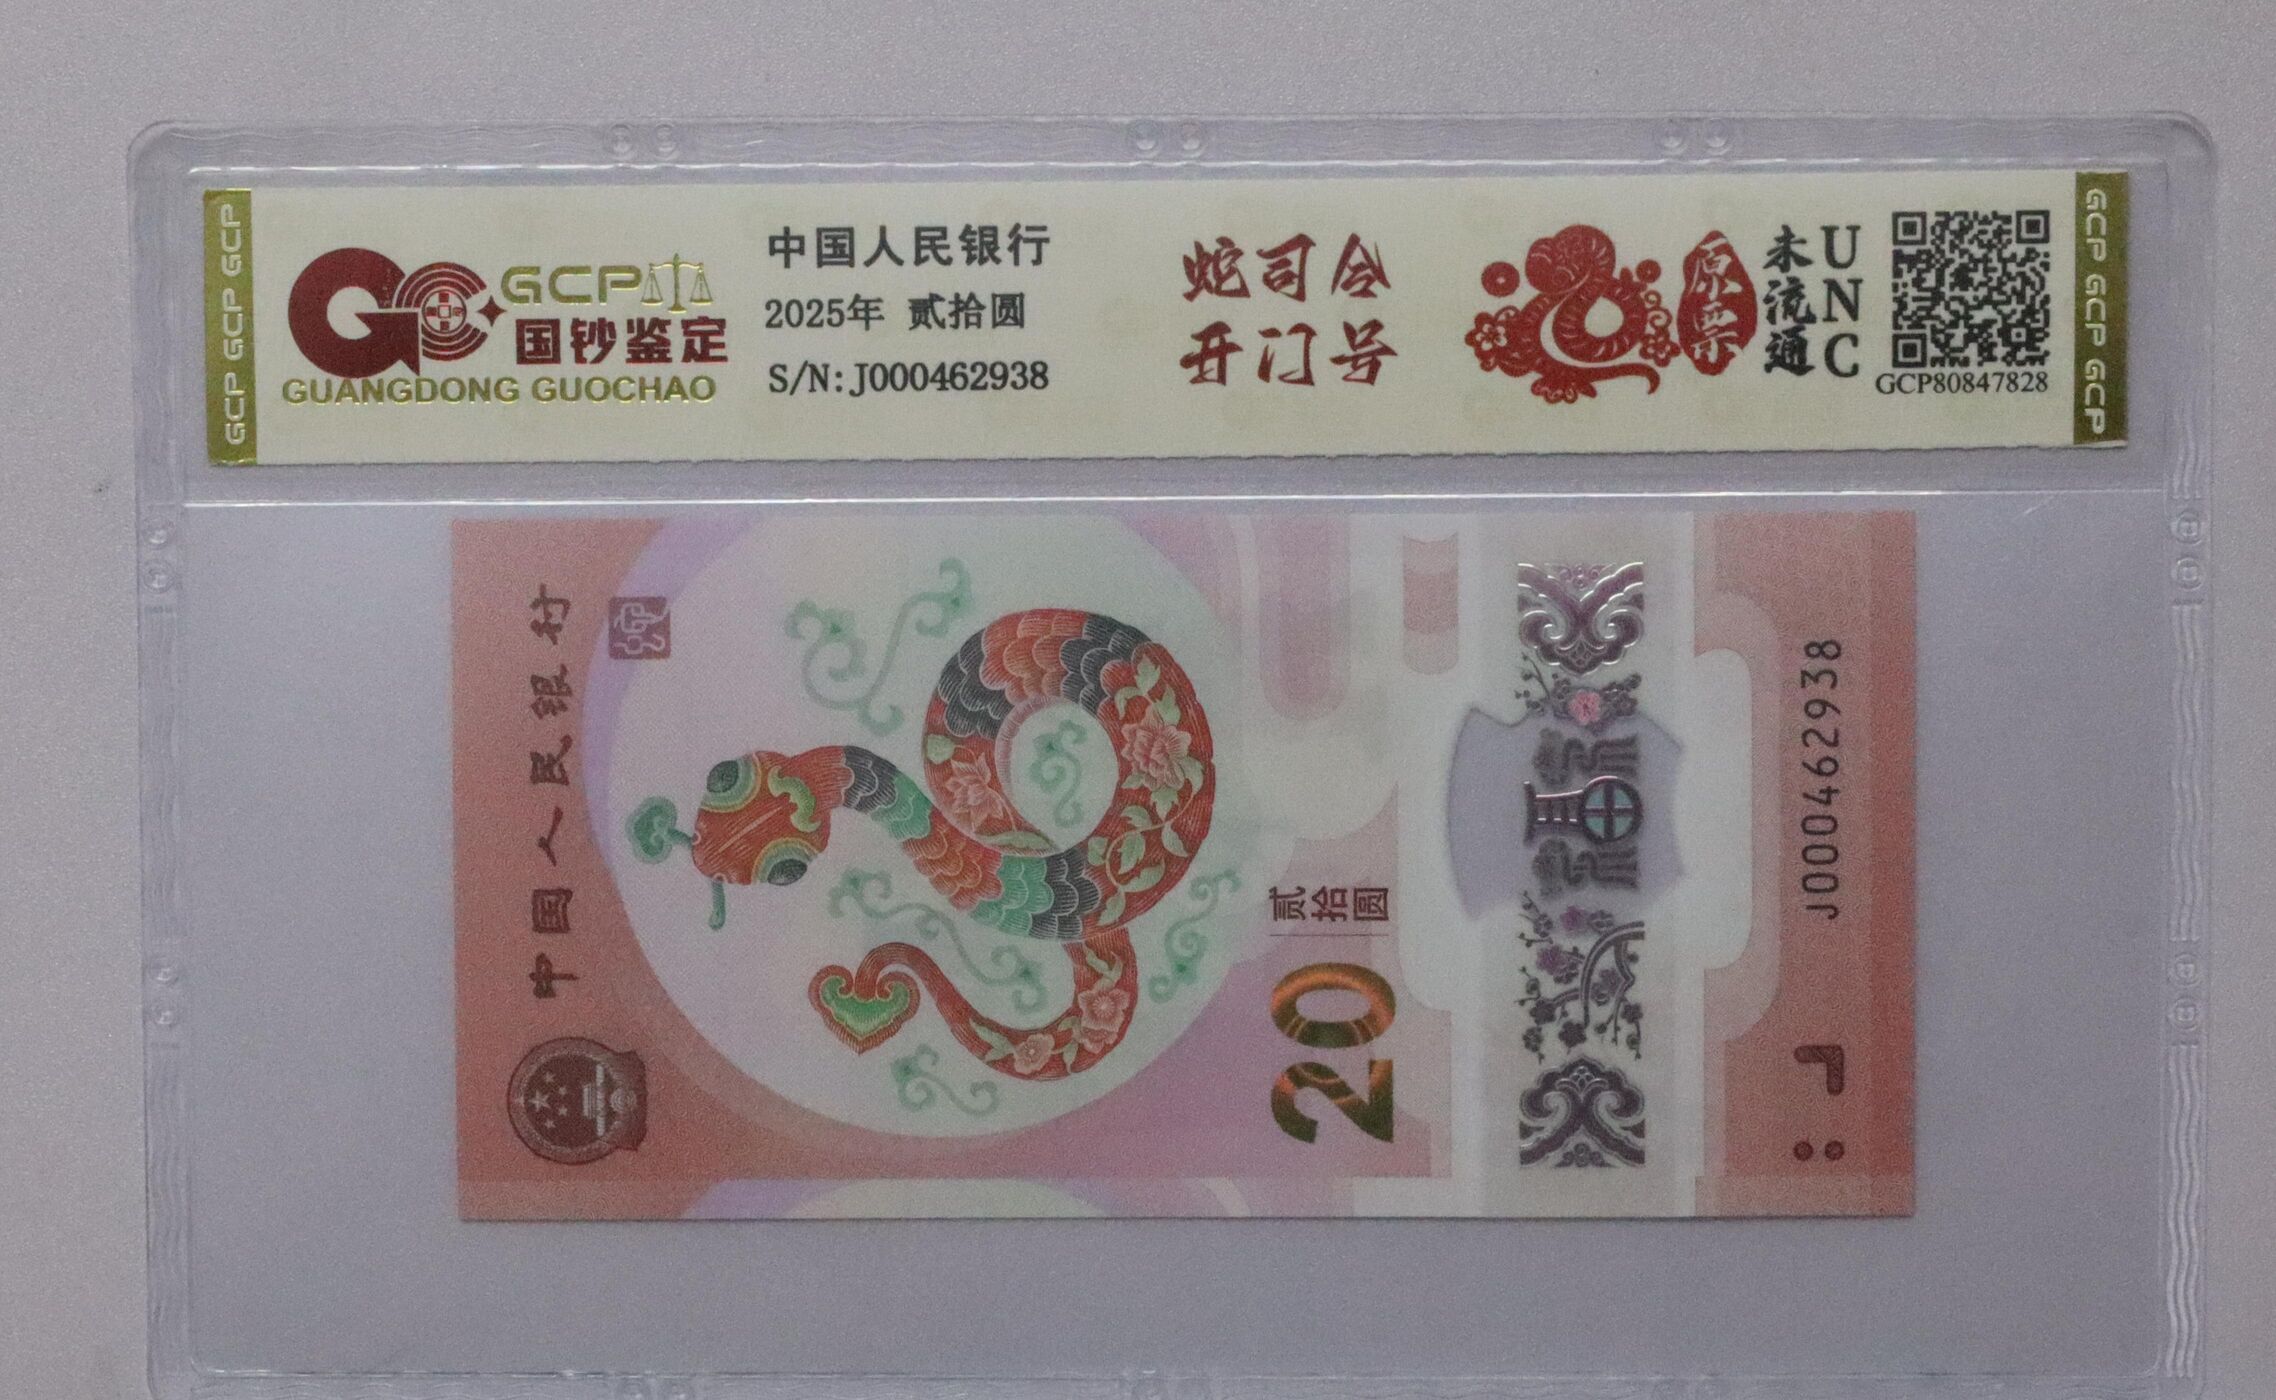 GCP GCP GCP
GCP
国钞鉴定
GUANGDONG GUOCHAO
中国人民银行
2025年 贰拾圆
S/N:J000462938
蛇司令
开门号
原票
未流通
UNC
GCP80847828
GCP GCP GCP
中国人民银行
贰拾圆
20
福
J000462938